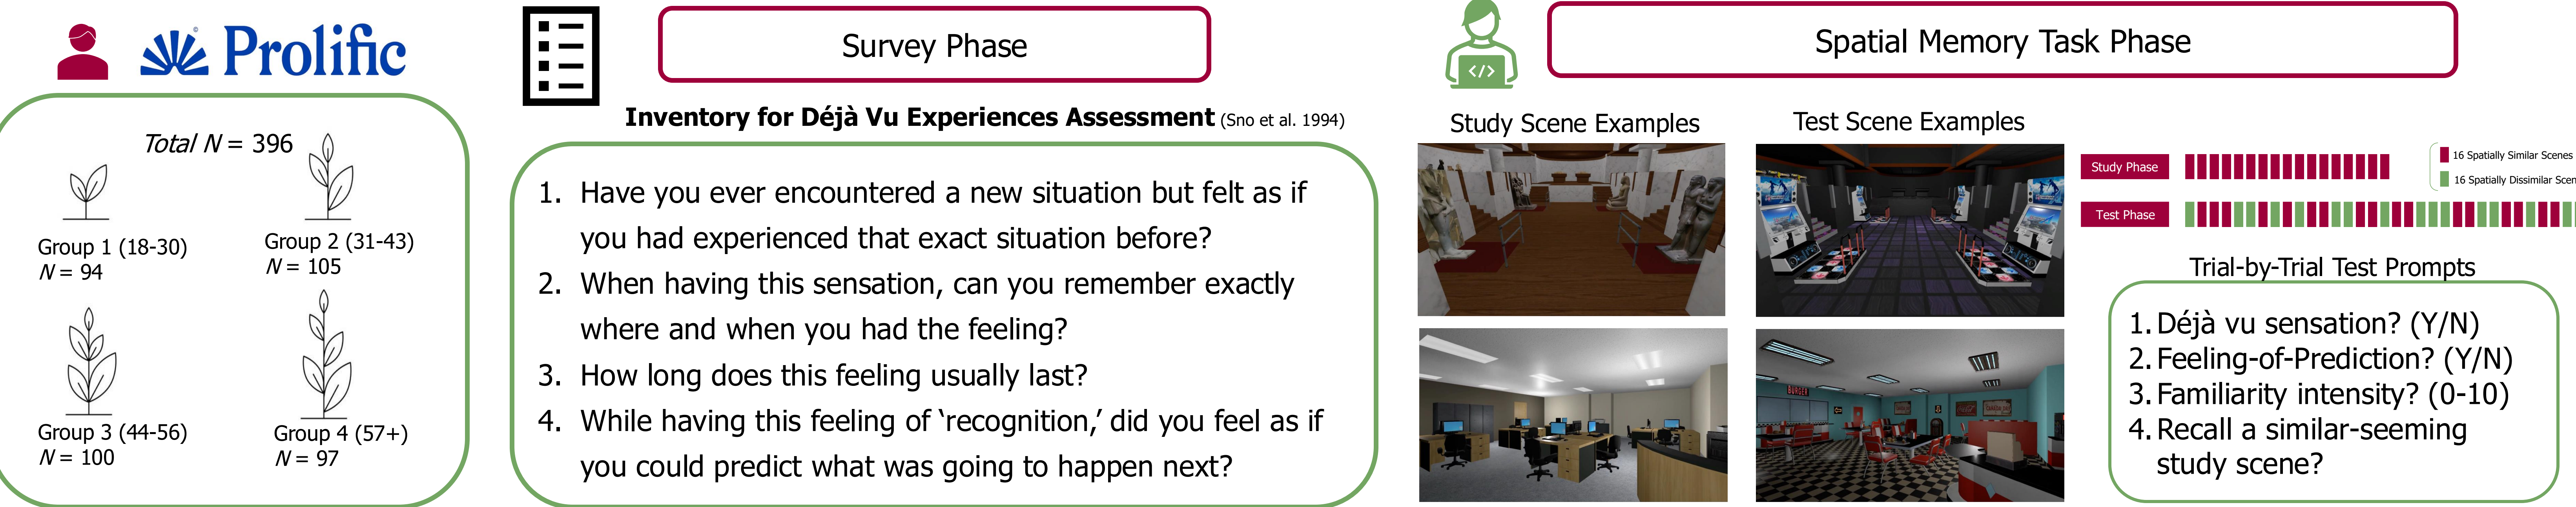 Prolific
Total N = 396
Group 1 (18-30)
N = 94
Group 2 (31-43)
N = 105
Group 3 (44-56)
N = 100
Group 4 (57+)
N = 97
Survey Phase
Inventory for Déjà Vu Experiences Assessment (Sno et al. 1994)
1. Have you ever encountered a new situation but felt as if
you had experienced that exact situation before?
2. When having this sensation, can you remember exactly
where and when you had the feeling?
3. How long does this feeling usually last?
4. While having this feeling of ‘recognition,’ did you feel as if
you could predict what was going to happen next?
Spatial Memory Task Phase
</>
Study Scene Examples
Test Scene Examples
BURGER
Study Phase
Test Phase
16 Spatially Similar Scenes
16 Spatially Dissimilar Scen
Trial-by-Trial Test Prompts
1. Déjà vu sensation? (Y/N)
2. Feeling-of-Prediction? (Y/N)
3. Familiarity intensity? (0-10)
4. Recall a similar-seeming
study scene?